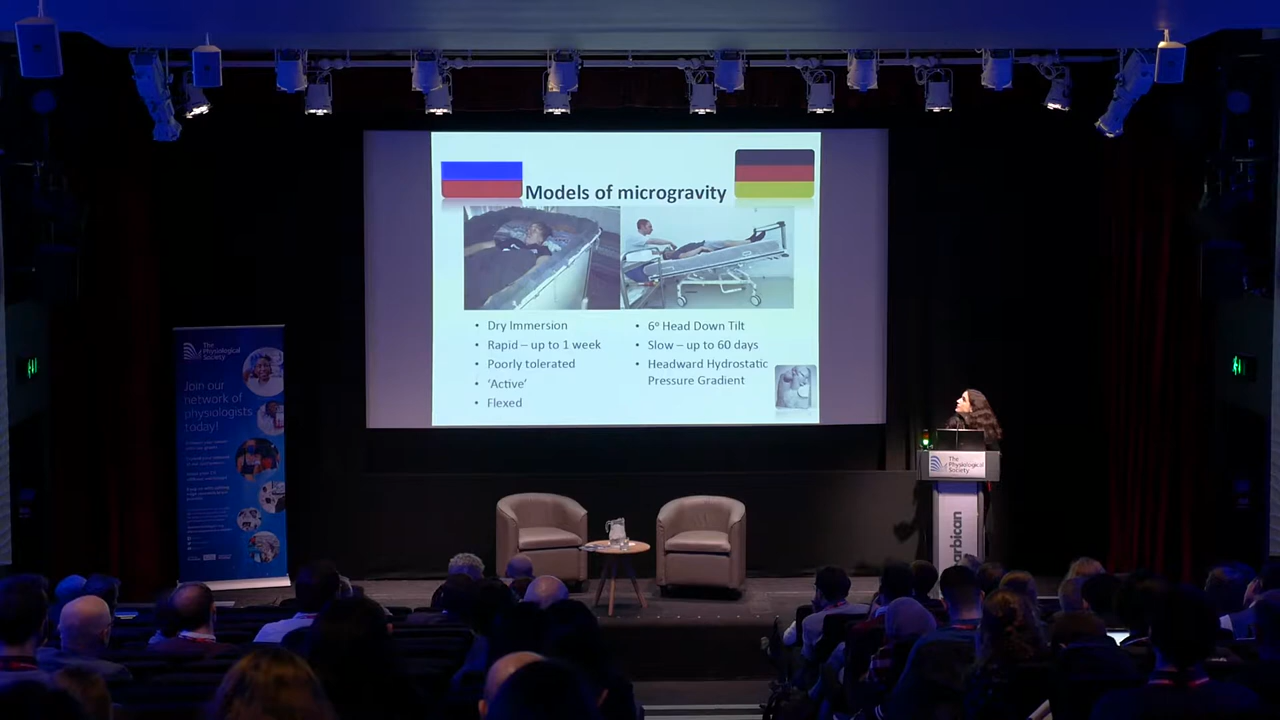 Models of microgravity
• Dry Immersion
• Rapid – up to 1 week
• Poorly tolerated
• ‘Active’
• Flexed
• 6º Head Down Tilt
• Slow – up to 60 days
• Headward Hydrostatic
Pressure Gradient
The
Physiological
Society
Join our
network of
physiologists
today!
The
Physiological
Society
arbican